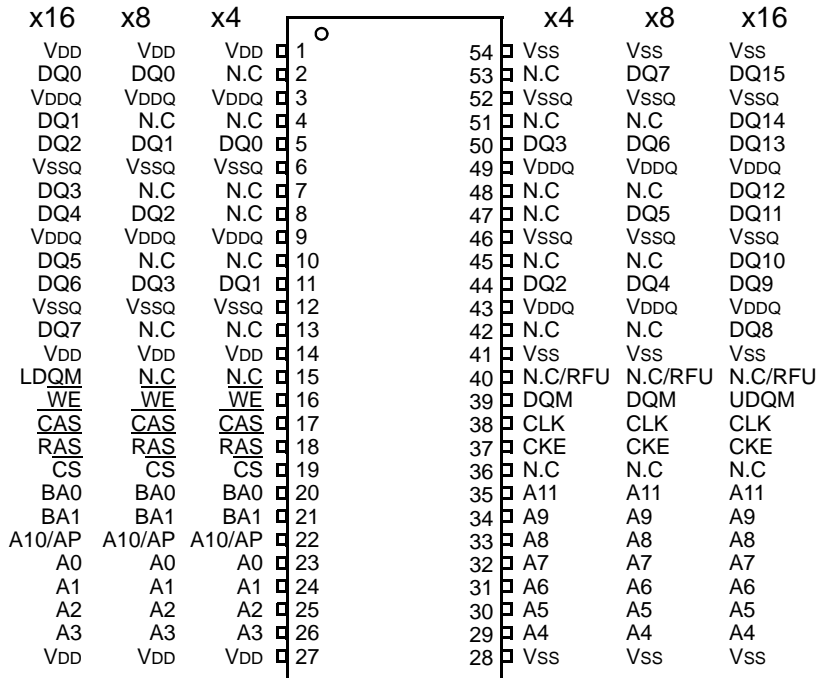 x16 x8 x4 x4 x8 x16
VDD VDD VDD 1 54 VSS VSS VSS
DQ0 DQ0 N.C 2 53 N.C DQ7 DQ15
VDDQ VDDQ VDDQ 3 52 VSSQ VSSQ VSSQ
DQ1 N.C N.C 4 51 N.C N.C DQ14
DQ2 DQ1 DQ0 5 50 DQ3 DQ6 DQ13
VSSQ VSSQ VSSQ 6 49 VDDQ VDDQ VDDQ
DQ3 N.C N.C 7 48 N.C N.C DQ12
DQ4 DQ2 N.C 8 47 N.C DQ5 DQ11
VDDQ VDDQ VDDQ 9 46 VSSQ VSSQ VSSQ
DQ5 N.C N.C 10 45 N.C N.C DQ10
DQ6 DQ3 DQ1 11 44 DQ2 DQ4 DQ9
VSSQ VSSQ VSSQ 12 43 VDDQ VDDQ VDDQ
DQ7 N.C N.C 13 42 N.C N.C DQ8
VDD VDD VDD 14 41 VSS VSS VSS
LDQM N.C N.C 15 40 N.C/RFU N.C/RFU N.C/RFU
WE WE WE 16 39 DQM DQM UDQM
CAS CAS CAS 17 38 CLK CLK CLK
RAS RAS RAS 18 37 CKE CKE CKE
CS CS CS 19 36 N.C N.C N.C
BA0 BA0 BA0 20 35 A11 A11 A11
BA1 BA1 BA1 21 34 A9 A9 A9
A10/AP A10/AP A10/AP 22 33 A8 A8 A8
A0 A0 A0 23 32 A7 A7 A7
A1 A1 A1 24 31 A6 A6 A6
A2 A2 A2 25 30 A5 A5 A5
A3 A3 A3 26 29 A4 A4 A4
VDD VDD VDD 27 28 VSS VSS VSS